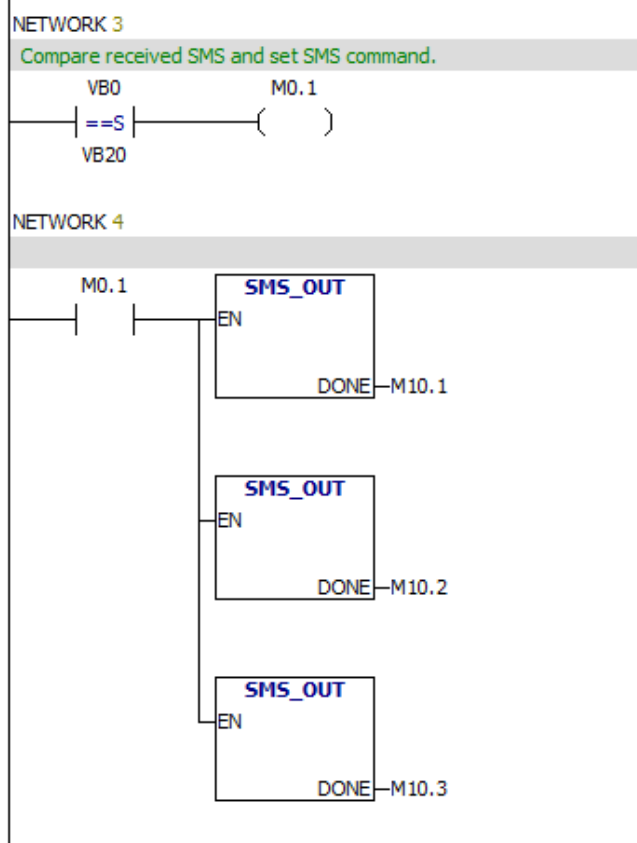 NETWORK 3
Compare received SMS and set SMS command.
VB0 M0.1
==S
VB20
NETWORK 4
M0.1 SMS_OUT
EN
DONE M10.1
SMS_OUT
EN
DONE M10.2
SMS_OUT
EN
DONE M10.3